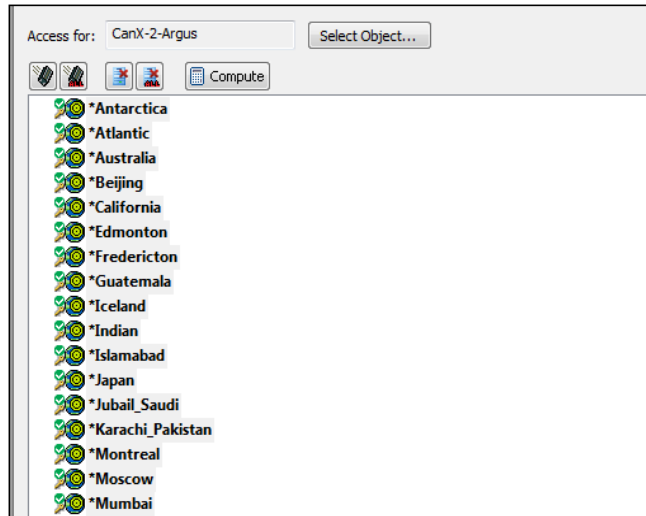 Access for: CanX-2-Argus Select Object...
Compute
*Antarctica
*Atlantic
*Australia
*Beijing
*California
*Edmonton
*Fredericton
*Guatemala
*Iceland
*Indian
*Islamabad
*Japan
*Jubail_Saudi
*Karachi_Pakistan
*Montreal
*Moscow
*Mumbai